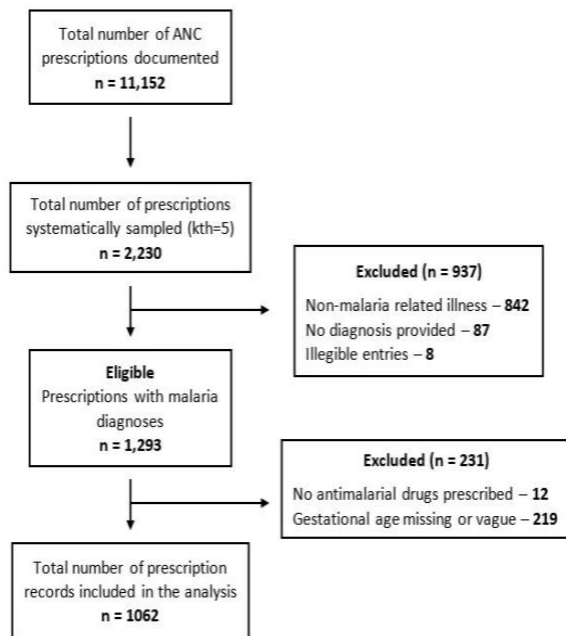 Total number of ANC
prescriptions documented
n = 11,152
Total number of prescriptions
systematically sampled (kth=5)
n = 2,230
Excluded (n = 937)
Non-malaria related illness – 842
No diagnosis provided – 87
Illegible entries – 8
Eligible
Prescriptions with malaria
diagnoses
n = 1,293
Excluded (n = 231)
No antimalarial drugs prescribed – 12
Gestational age missing or vague – 219
Total number of prescription
records included in the analysis
n = 1062